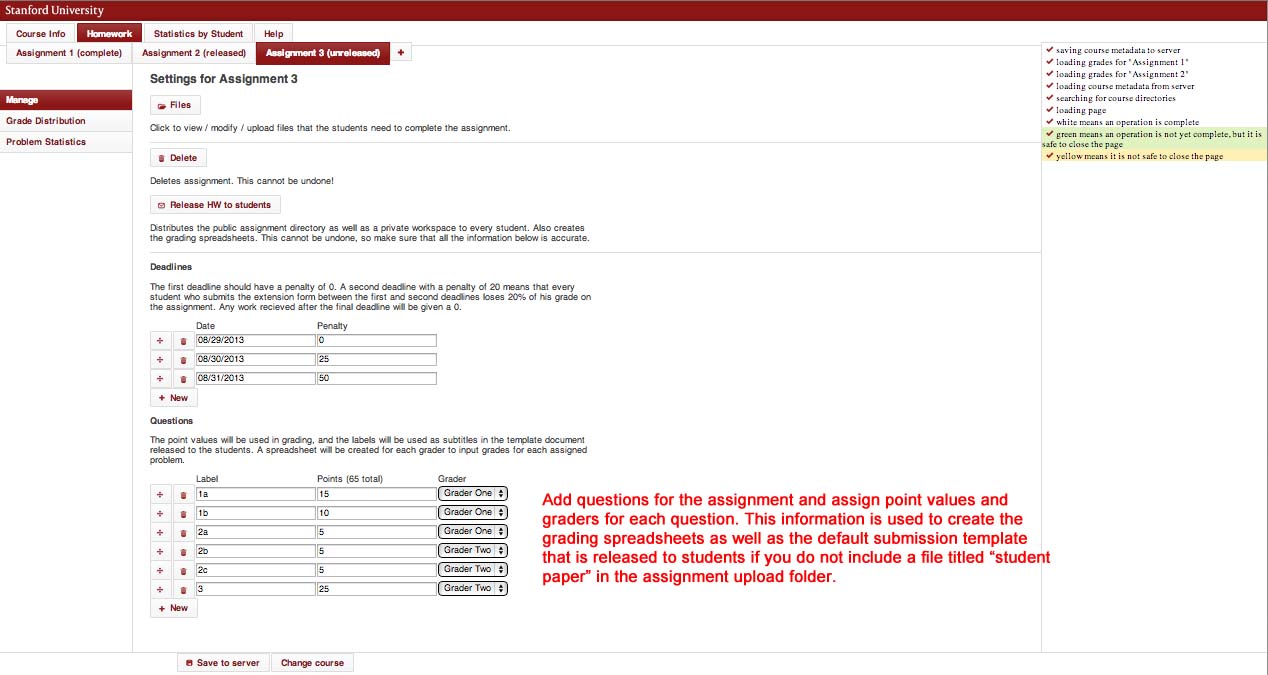 Stanford University
Course Info
Homework
Statistics by Student
Help
Assignment 1 (complete)
Assignment 2 (released)
Assignment 3 (unreleased)
+
Manage
Grade Distribution
Problem Statistics
Settings for Assignment 3
Files
Click to view / modify / upload files that the students need to complete the assignment.
Delete
Deletes assignment. This cannot be undone!
Release HW to students
Distributes the public assignment directory as well as a private workspace to every student. Also creates
the grading spreadsheets. This cannot be undone, so make sure that all the information below is accurate.
Deadlines
The first deadline should have a penalty of 0. A second deadline with a penalty of 20 means that every
student who submits the extension form between the first and second deadlines loses 20% of his grade on
the assignment. Any work recieved after the final deadline will be given a 0.
Date Penalty
08/29/2013 0
08/30/2013 25
08/31/2013 50
+ New
Questions
The point values will be used in grading, and the labels will be used as subtitles in the template document
released to the students. A spreadsheet will be created for each grader to input grades for each assigned
problem.
Label Points (65 total) Grader
1a 15 Grader One
1b 10 Grader One
2a 5 Grader One
2b 5 Grader Two
2c 5 Grader Two
3 25 Grader Two
+ New
Add questions for the assignment and assign point values and
graders for each question. This information is used to create the
grading spreadsheets as well as the default submission template
that is released to students if you do not include a file titled “student
paper” in the assignment upload folder.
Save to server
Change course
saving course metadata to server
loading grades for "Assignment 1"
loading grades for "Assignment 2"
loading course metadata from server
searching for course directories
loading page
white means an operation is complete
green means an operation is not yet complete, but it is
safe to close the page
yellow means it is not safe to close the page